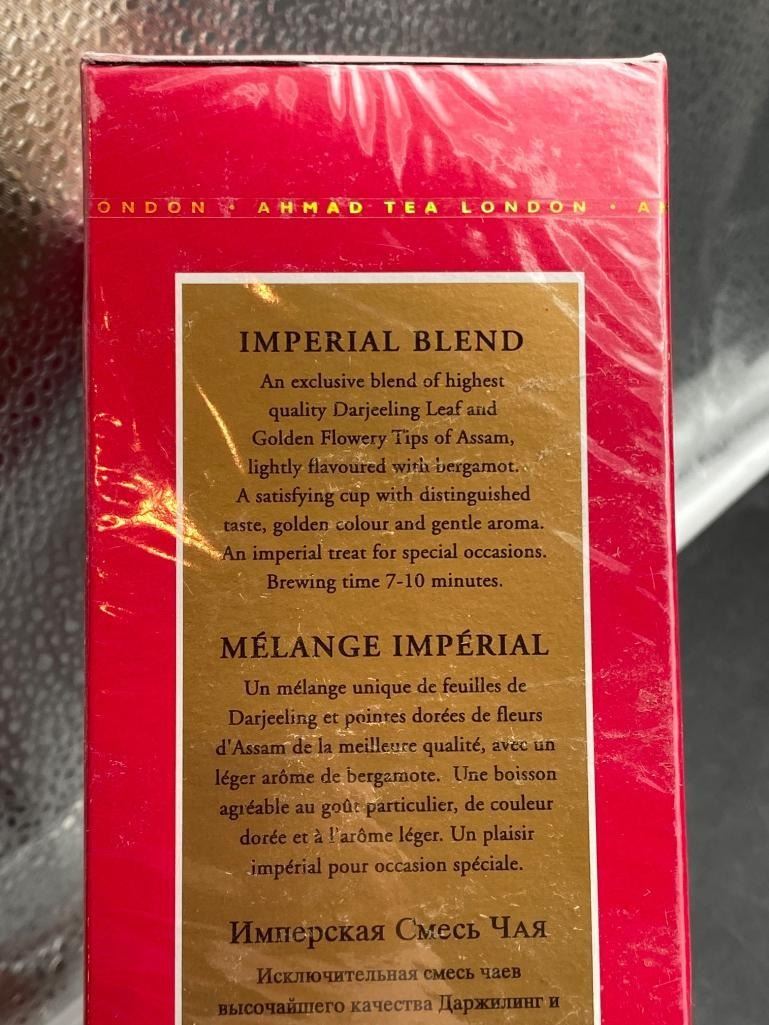 ONDON · AHMAD TEA LONDON · A
IMPERIAL BLEND
An exclusive blend of highest
quality Darjeeling Leaf and
Golden Flowery Tips of Assam,
lightly flavoured with bergamot.
A satisfying cup with distinguished
taste, golden colour and gentle aroma.
An imperial treat for special occasions.
Brewing time 7-10 minutes.
MÉLANGE IMPÉRIAL
Un mélange unique de feuilles de
Darjeeling et pointes dorées de fleurs
d'Assam de la meilleure qualité, avec un
léger arôme de bergamote. Une boisson
agréable au goût particulier, de couleur
dorée et à l'arôme léger. Un plaisir
impérial pour occasion spéciale.
Имперская Смесь Чая
Исключительная смесь чаев
высочайшего качества Даржилинг и